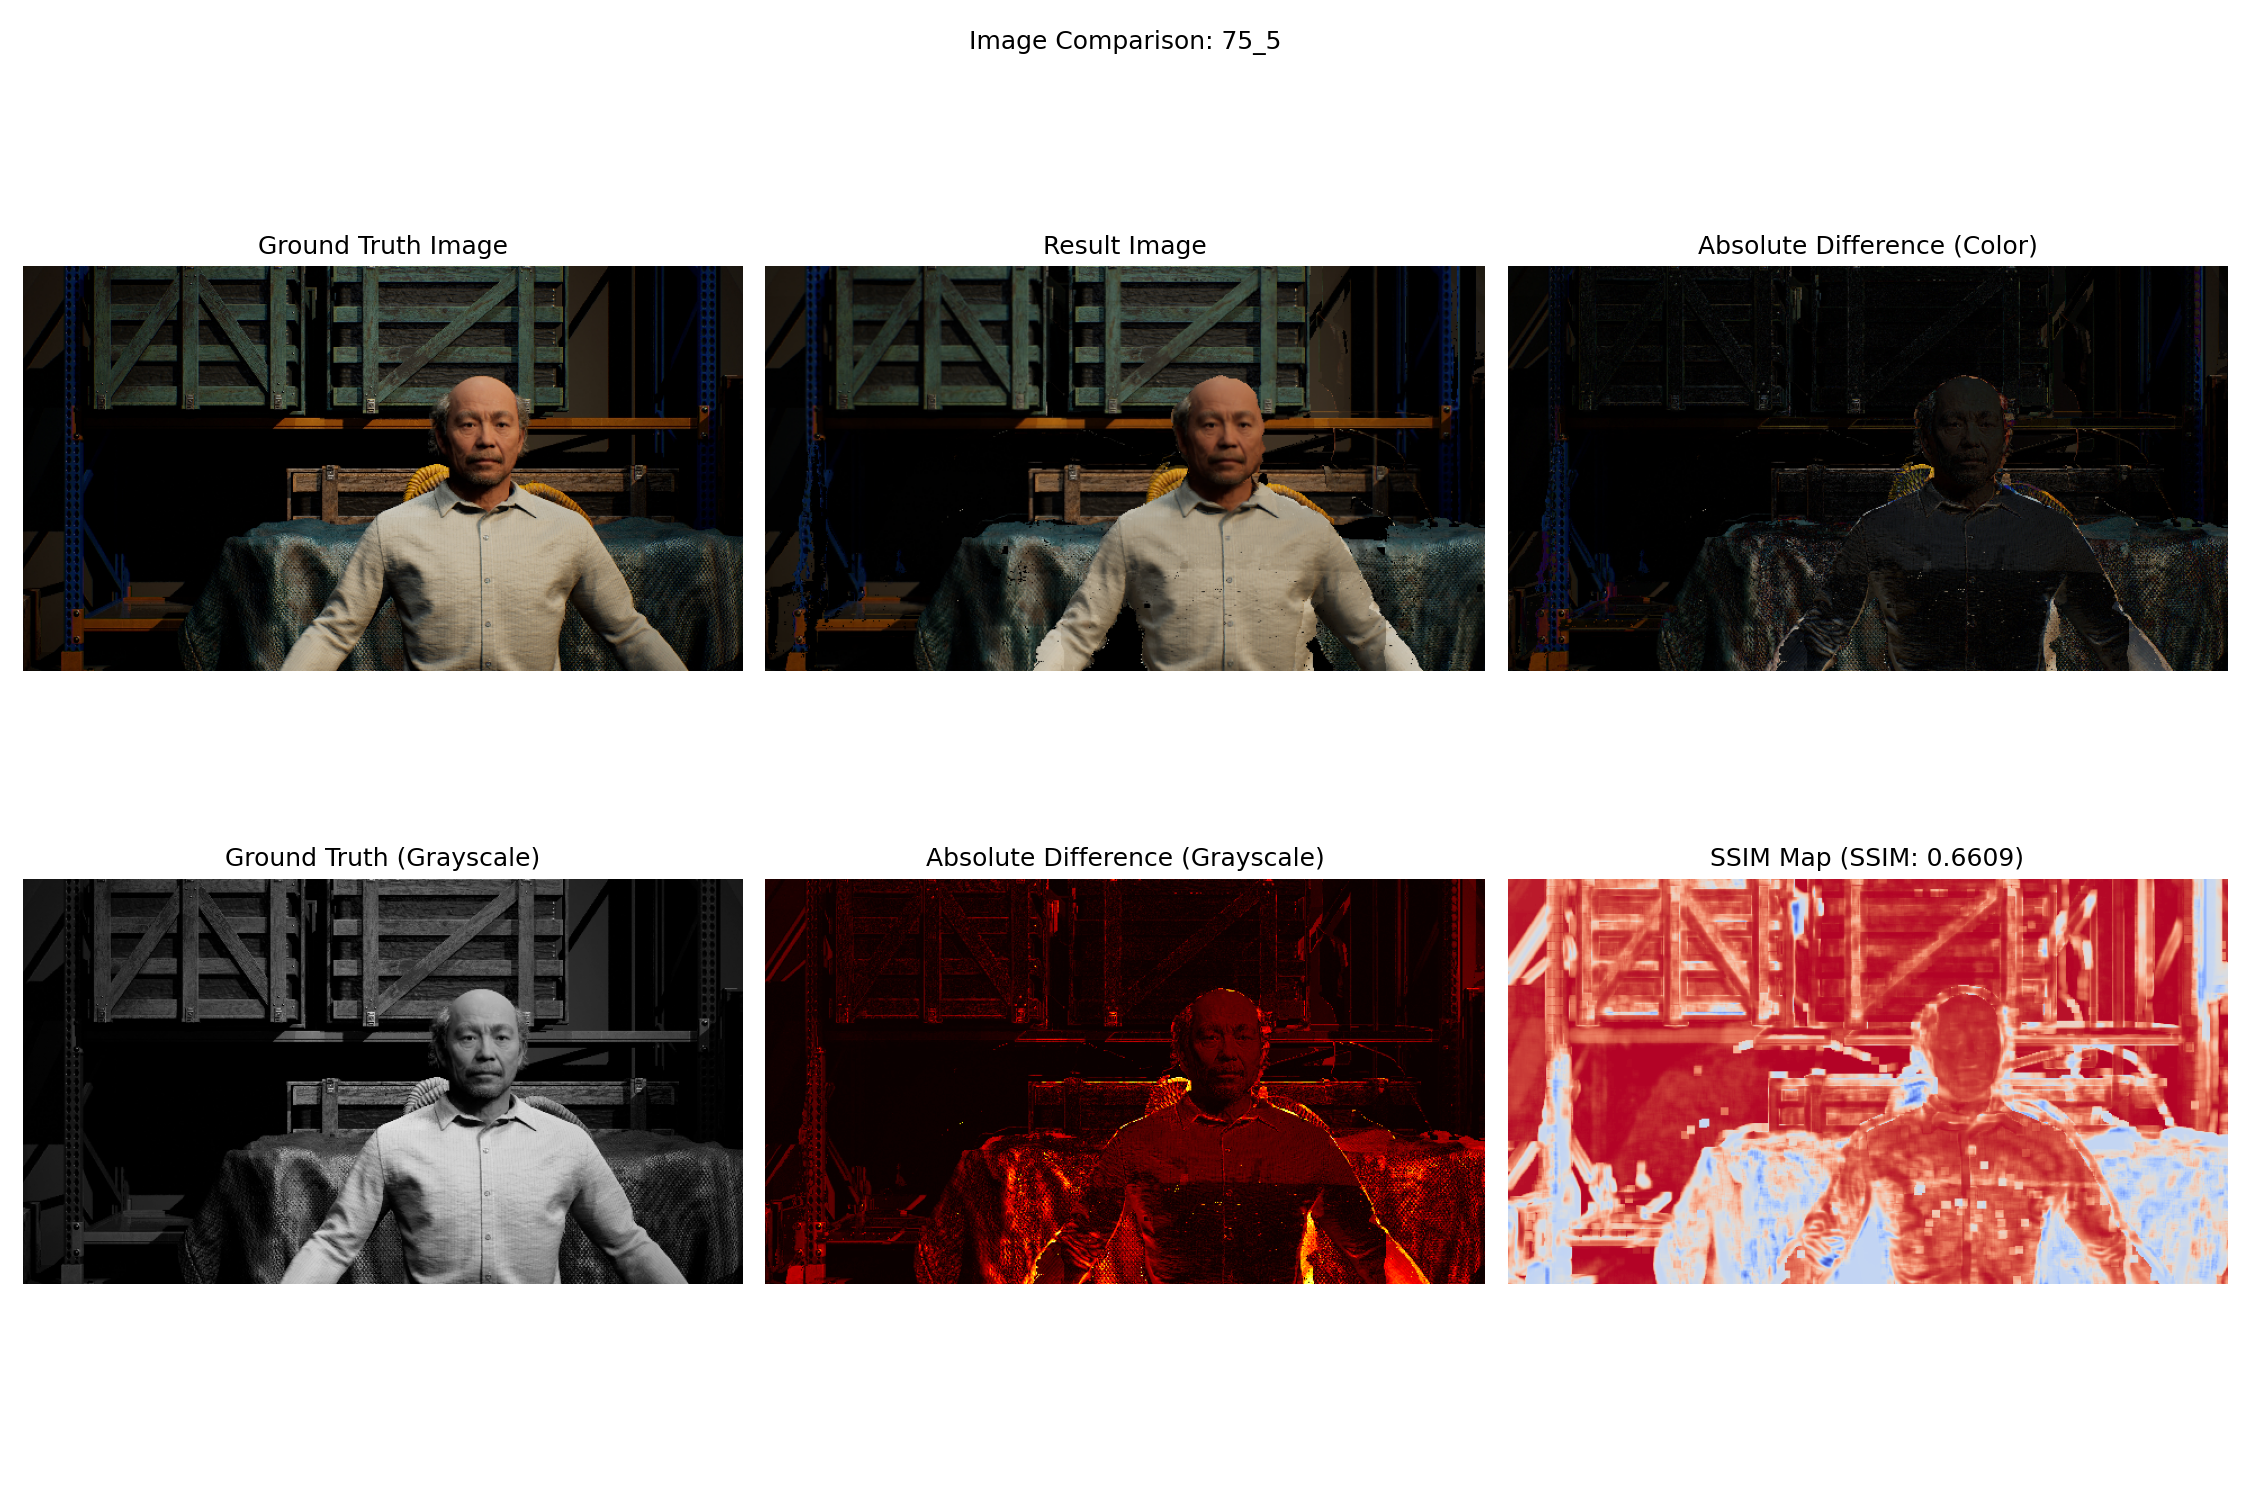 Image Comparison: 75_5
Ground Truth Image
Result Image
Absolute Difference (Color)
Ground Truth (Grayscale)
Absolute Difference (Grayscale)
SSIM Map (SSIM: 0.6609)